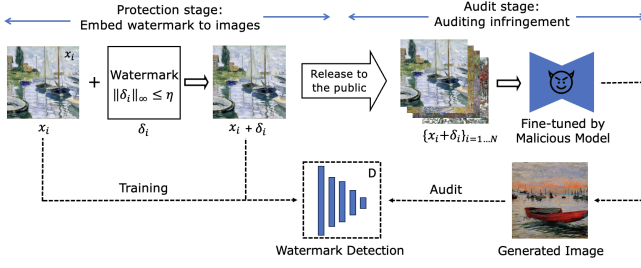 Protection stage:
Embed watermark to images
Audit stage:
Auditing infringement
x_i
+
Watermark
‖δ_i‖_∞ ≤ η
Release to
the public
x_i
δ_i
x_i + δ_i
{x_i+δ_i}_{i=1...N}
Fine-tuned by
Malicious Model
Training
D
Audit
Watermark Detection
Generated Image